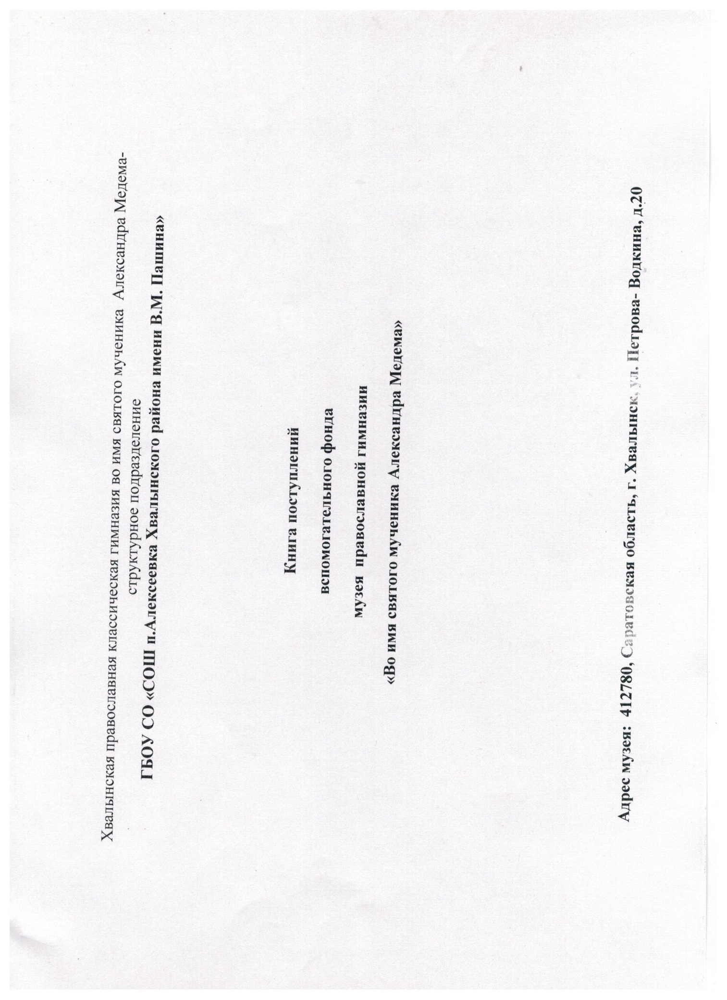 Хвалынская православная классическая гимназия во имя святого мученика Александра Медема-
структурное подразделение
ГБОУ СО «СОШ п.Алексеевка Хвалынского района имени В.М. Пашина»
Книга поступлений
вспомогательного фонда
музея православной гимназии
«Во имя святого мученика Александра Медема»
Адрес музея: 412780, Саратовская область, г. Хвалынск, ул. Петрова- Водкина, д.20